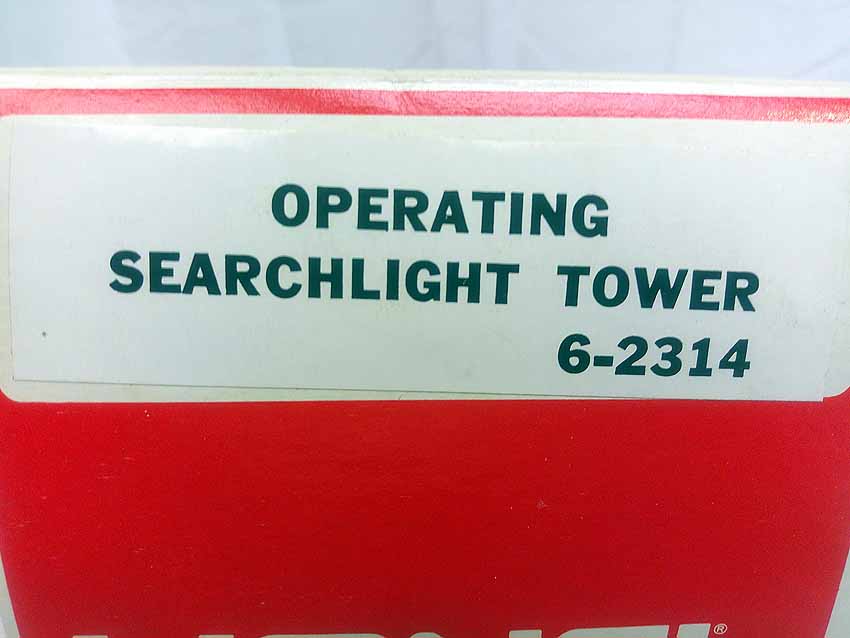 OPERATING
SEARCHLIGHT TOWER
6-2314
®